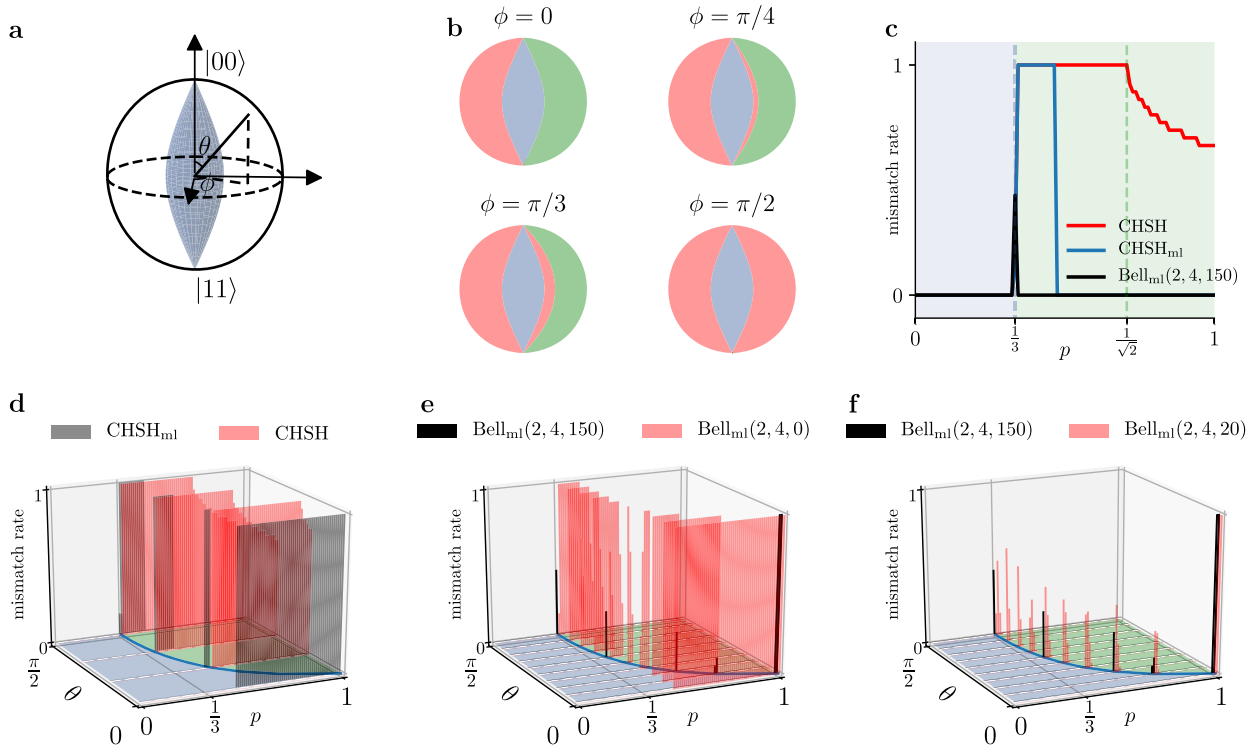 a
|00⟩
θ
ϕ
|11⟩
b
ϕ = 0
ϕ = π/4
ϕ = π/3
ϕ = π/2
c
mismatch rate
1
0
CHSH
CHSH_ml
Bell_ml(2, 4, 150)
0
1/3
p
1/√2
1
d
CHSH_ml
CHSH
mismatch rate
1
0
π/2
θ
0
0
1/3
p
1
e
Bell_ml(2, 4, 150)
Bell_ml(2, 4, 0)
mismatch rate
1
0
π/2
θ
0
0
1/3
p
1
f
Bell_ml(2, 4, 150)
Bell_ml(2, 4, 20)
mismatch rate
1
0
π/2
θ
0
0
1/3
p
1